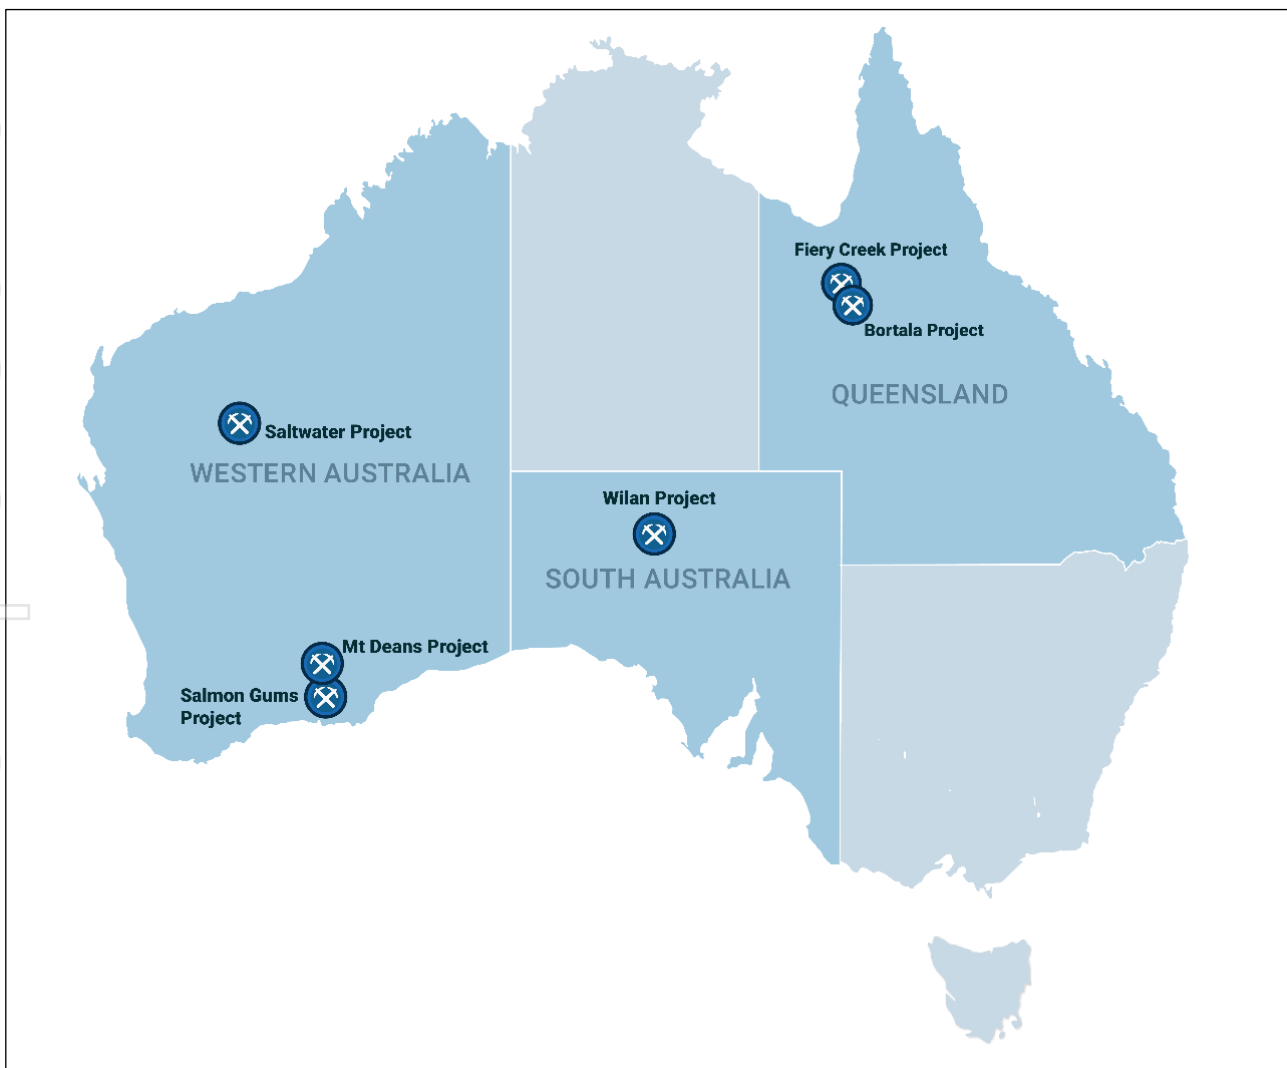 Fiery Creek Project
Bortala Project
QUEENSLAND
Saltwater Project
WESTERN AUSTRALIA
Wilan Project
SOUTH AUSTRALIA
Mt Deans Project
Salmon Gums
Project